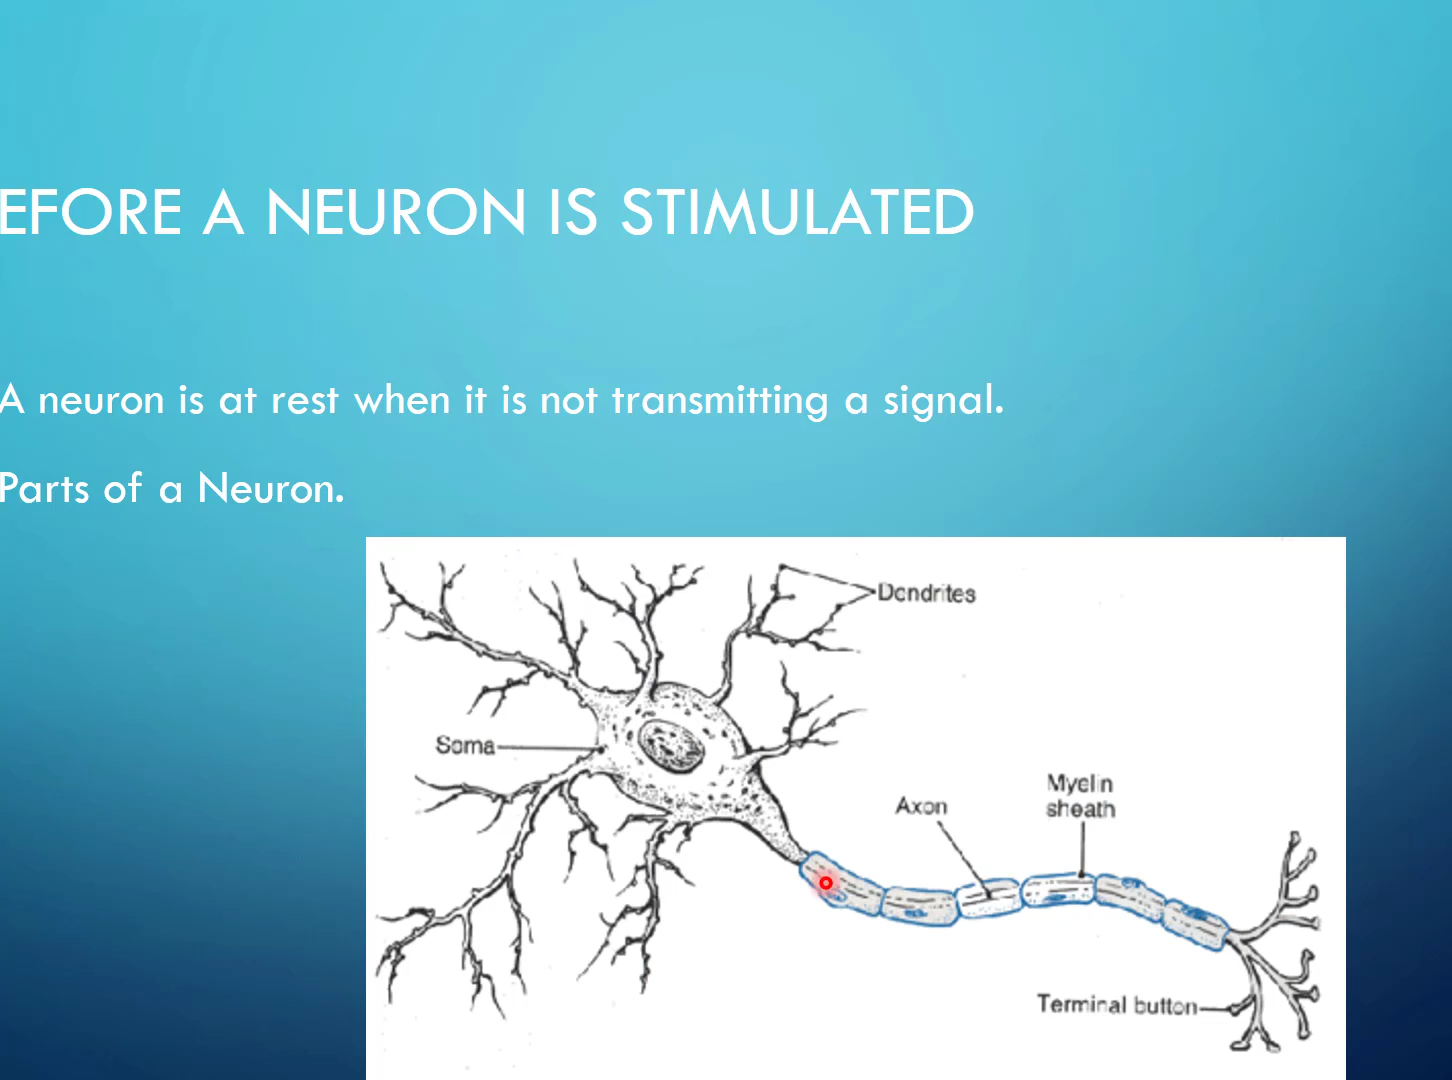 EFORE A NEURON IS STIMULATED
A neuron is at rest when it is not transmitting a signal.
Parts of a Neuron.
Dendrites
Soma
Axon
Myelin
sheath
Terminal button